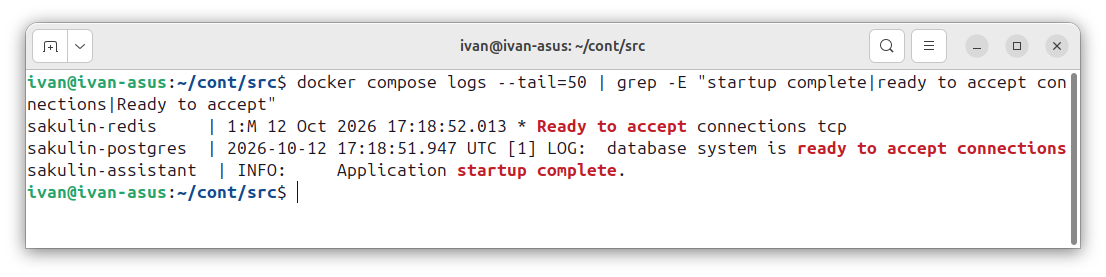 ivan@ivan-asus: ~/cont/src
ivan@ivan-asus:~/cont/src$ docker compose logs --tail=50 | grep -E "startup complete|ready to accept con
nections|Ready to accept"
sakulin-redis     | 1:M 12 Oct 2026 17:18:52.013 * Ready to accept connections tcp
sakulin-postgres  | 2026-10-12 17:18:51.947 UTC [1] LOG:  database system is ready to accept connections
sakulin-assistant  | INFO:     Application startup complete.
ivan@ivan-asus:~/cont/src$